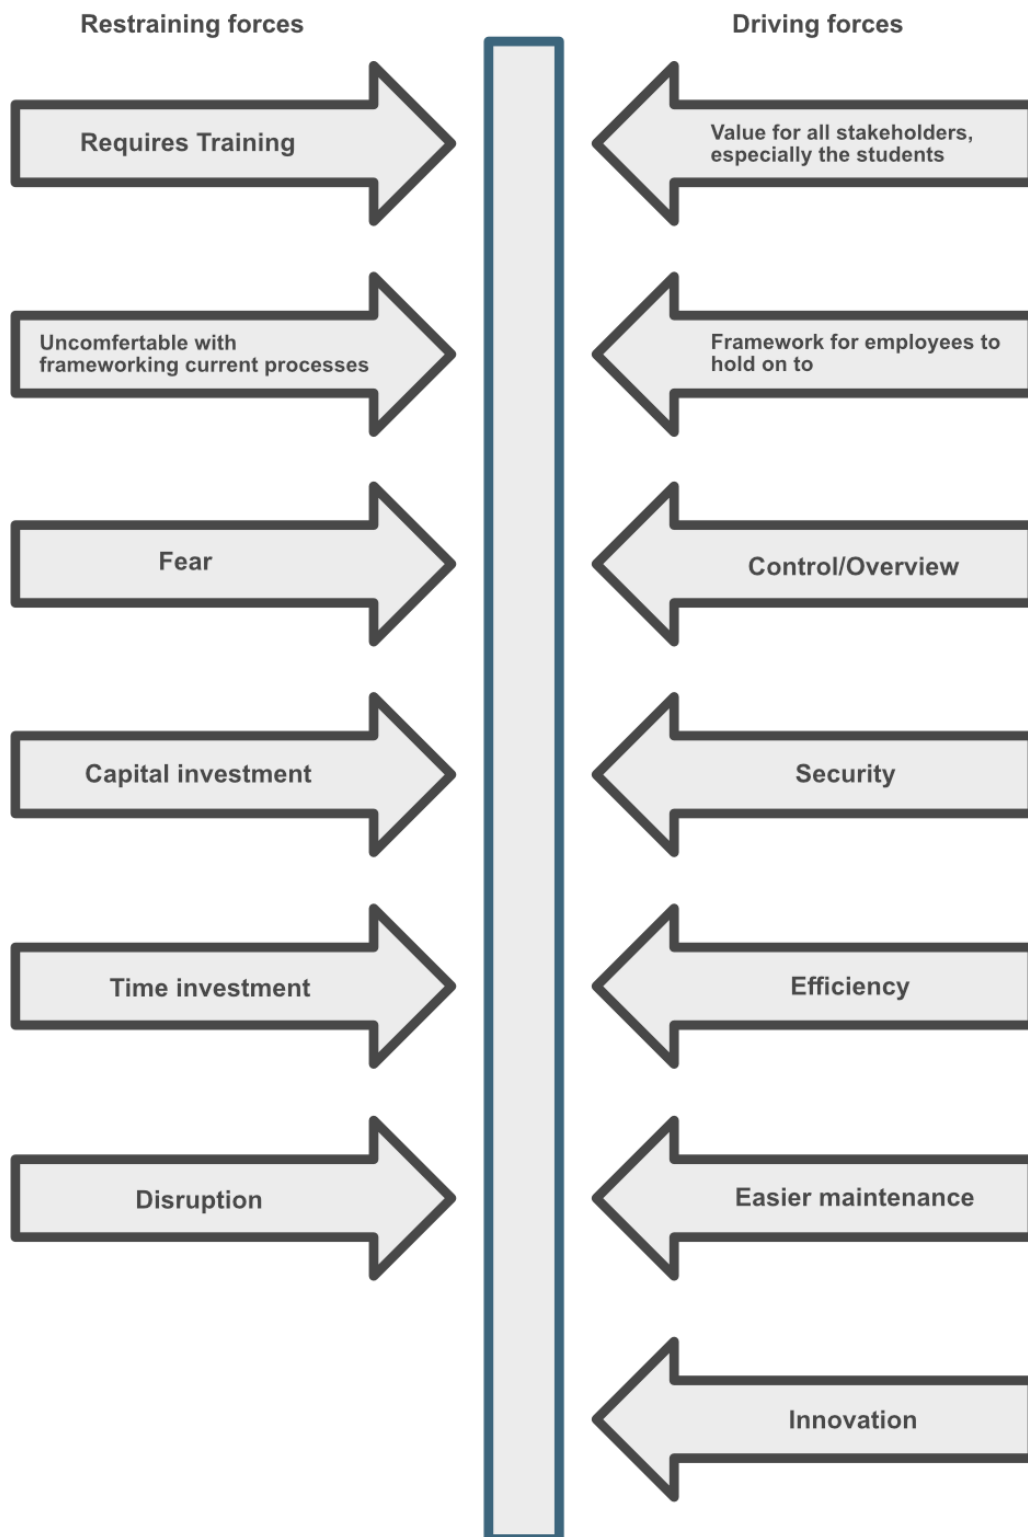 Restraining forces
Driving forces
Requires Training
Value for all stakeholders,
especially the students
Uncomfertable with
frameworking current processes
Framework for employees to
hold on to
Fear
Control/Overview
Capital investment
Security
Time investment
Efficiency
Disruption
Easier maintenance
Innovation